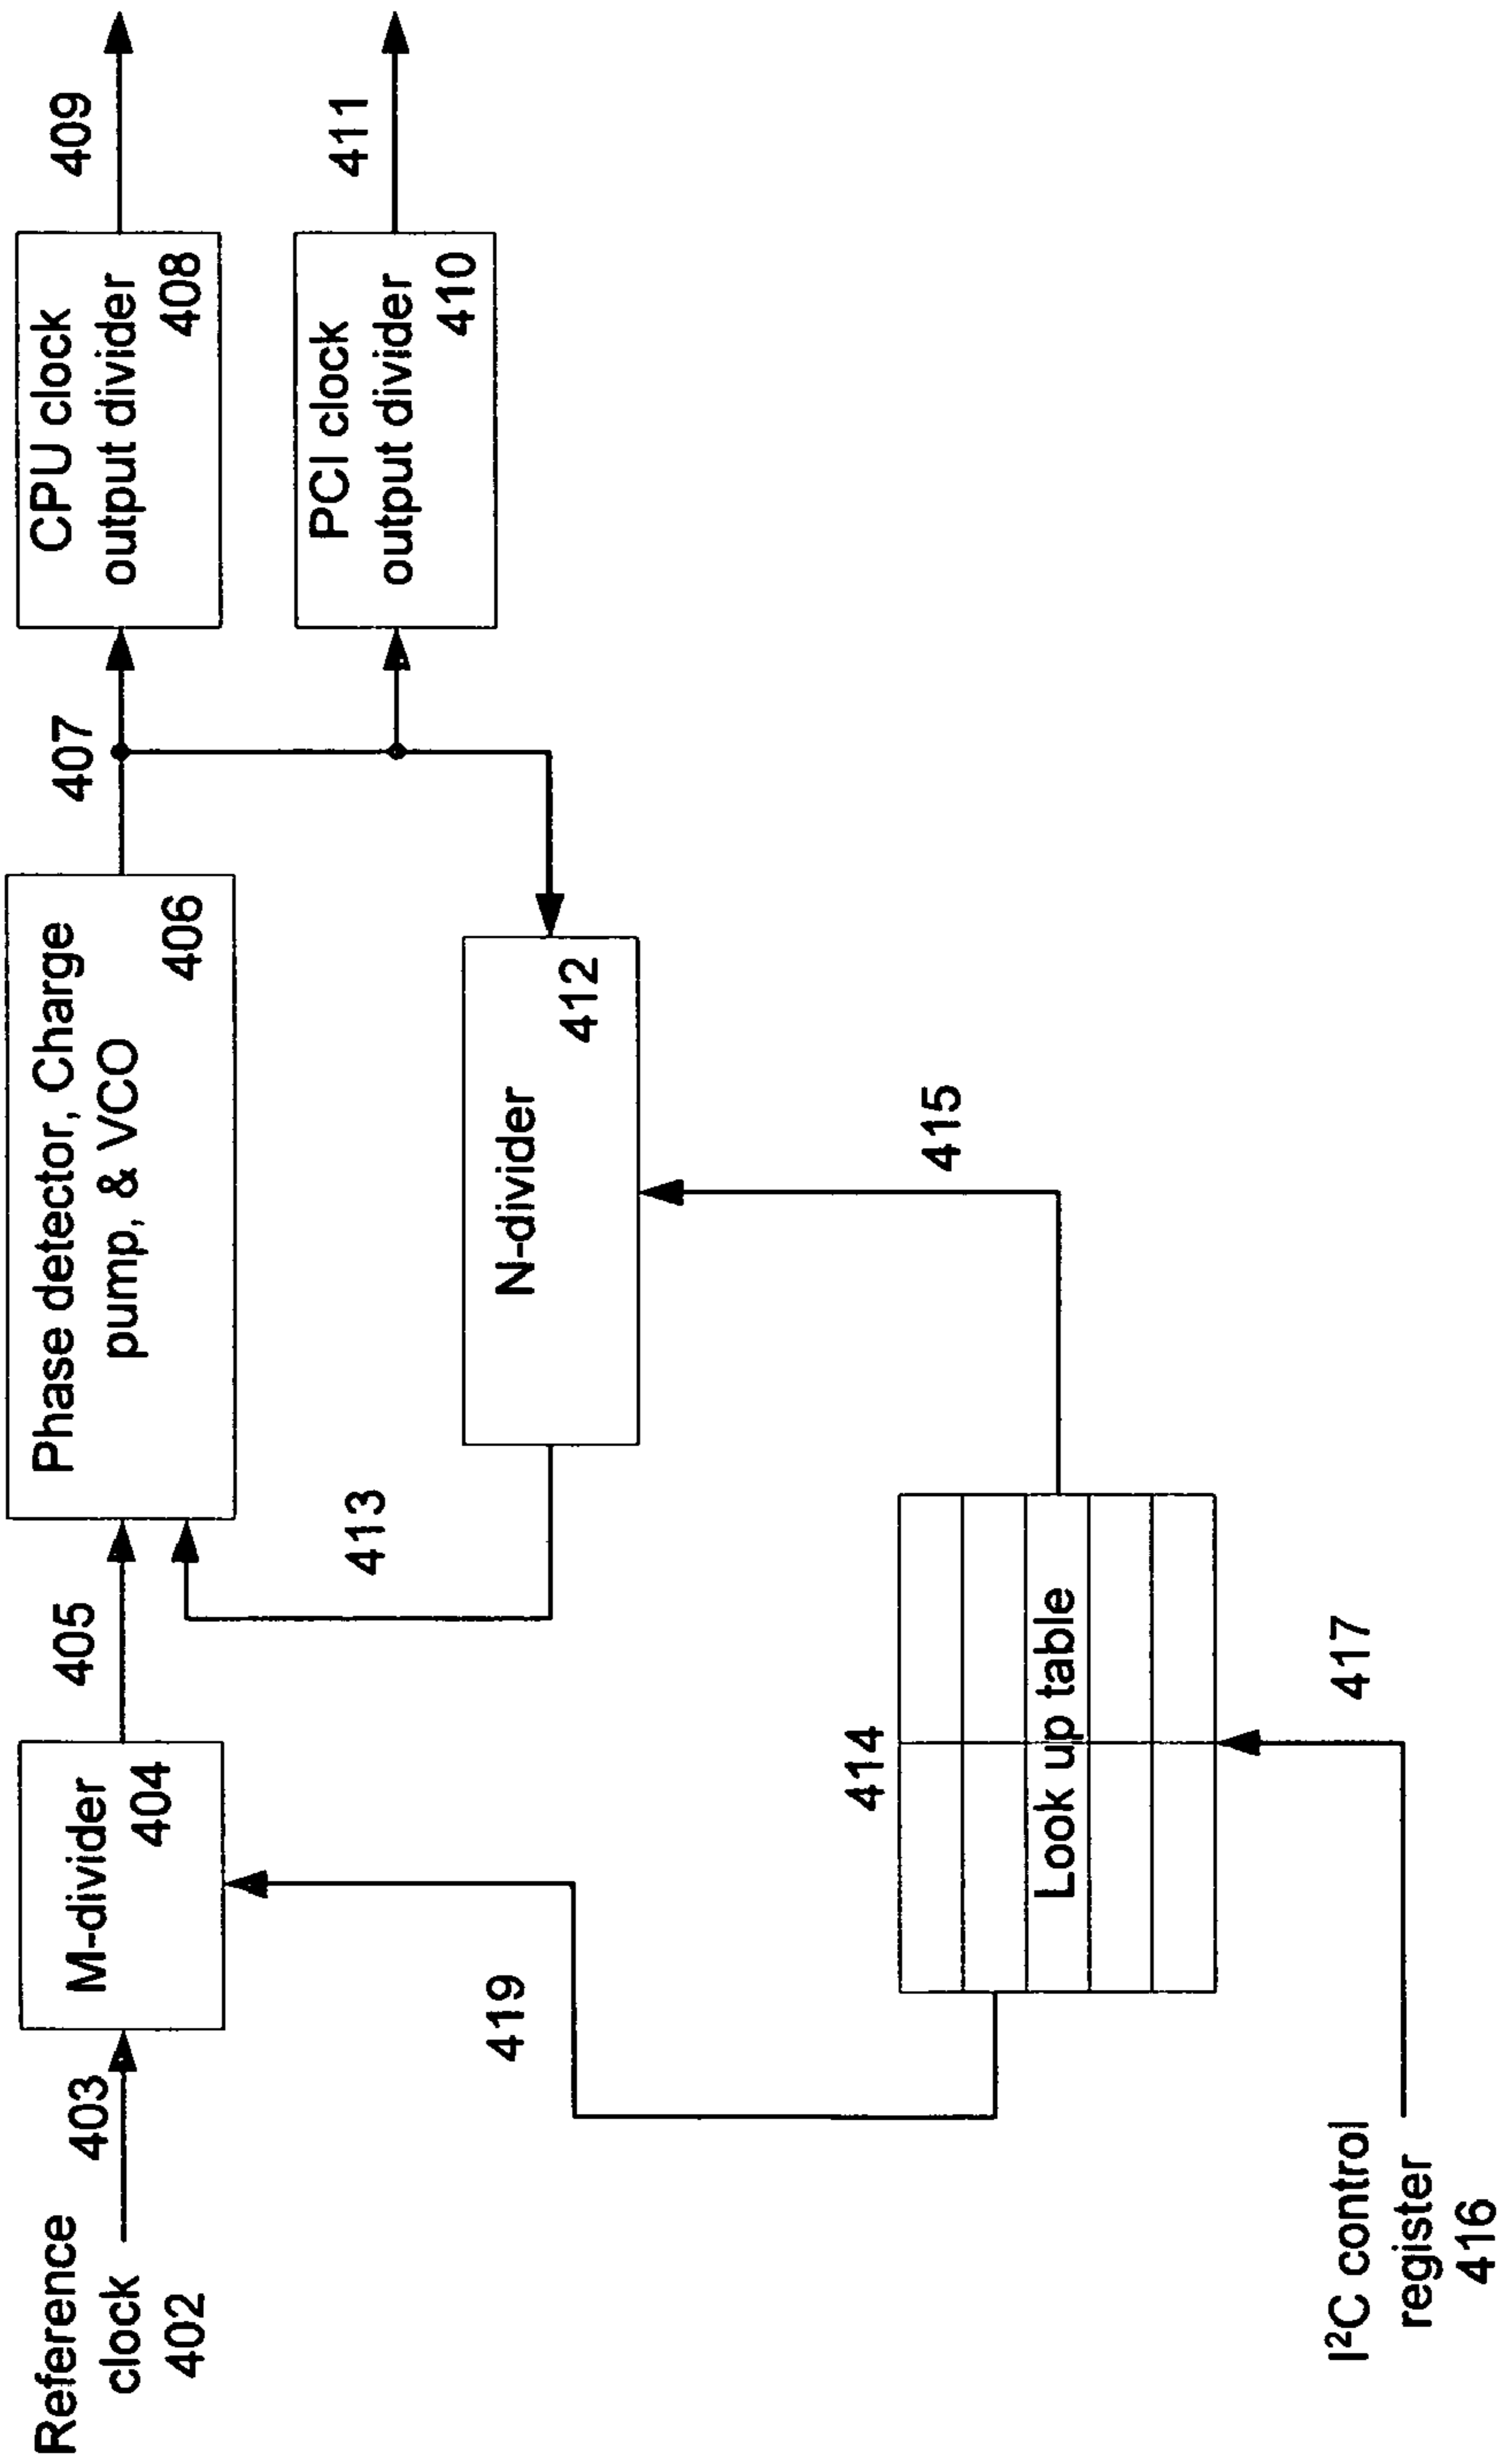 Reference
clock
402
403
M-divider
404
405
Phase detector, Charge
pump, & VCO
406
407
CPU clock
output divider
408
409
PCI clock
output divider
410
411
413
N-divider
412
415
419
414
Look up table
417
I²C control
register
416